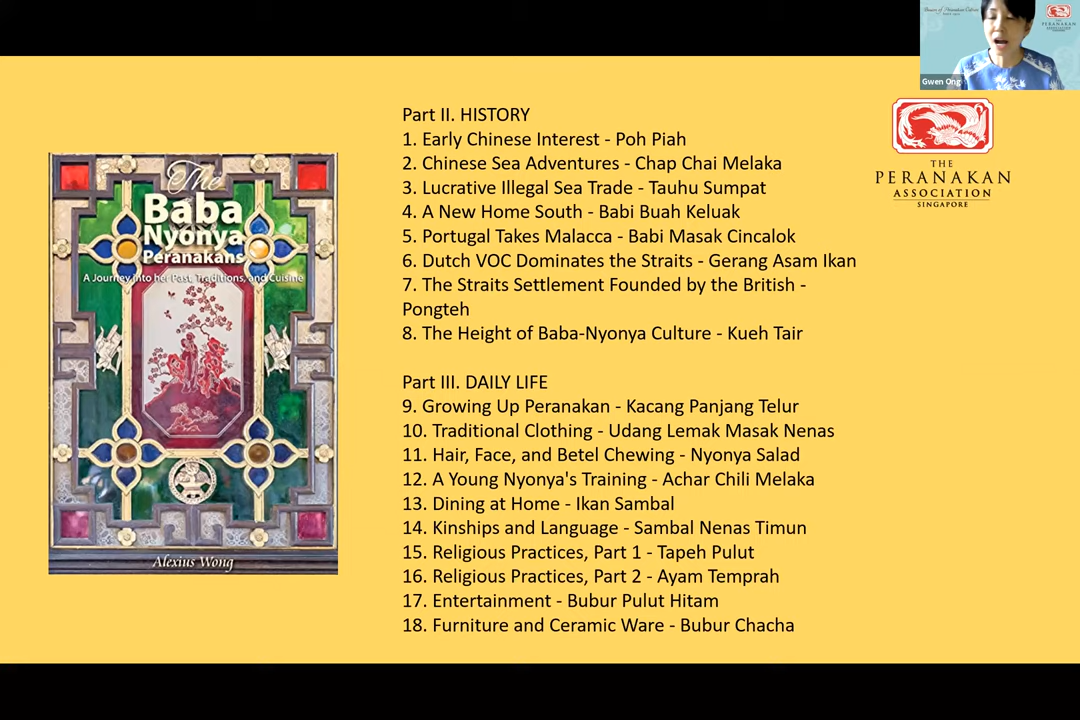 Part II. HISTORY
1. Early Chinese Interest - Poh Piah
2. Chinese Sea Adventures - Chap Chai Melaka
3. Lucrative Illegal Sea Trade - Tauhu Sumpat
4. A New Home South - Babi Buah Keluak
5. Portugal Takes Malacca - Babi Masak Cincalok
6. Dutch VOC Dominates the Straits - Gerang Asam Ikan
7. The Straits Settlement Founded by the British -
Pongteh
8. The Height of Baba-Nyonya Culture - Kueh Tair
Part III. DAILY LIFE
9. Growing Up Peranakan - Kacang Panjang Telur
10. Traditional Clothing - Udang Lemak Masak Nenas
11. Hair, Face, and Betel Chewing - Nyonya Salad
12. A Young Nyonya's Training - Achar Chili Melaka
13. Dining at Home - Ikan Sambal
14. Kinships and Language - Sambal Nenas Timun
15. Religious Practices, Part 1 - Tapeh Pulut
16. Religious Practices, Part 2 - Ayam Temprah
17. Entertainment - Bubur Pulut Hitam
18. Furniture and Ceramic Ware - Bubur Chacha
The
Baba
Nyonya
Peranakans
A Journey into her Past, Traditions, and Cuisine
Alexius Wong
THE
PERANAKAN
ASSOCIATION
SINGAPORE
Gwen Ong